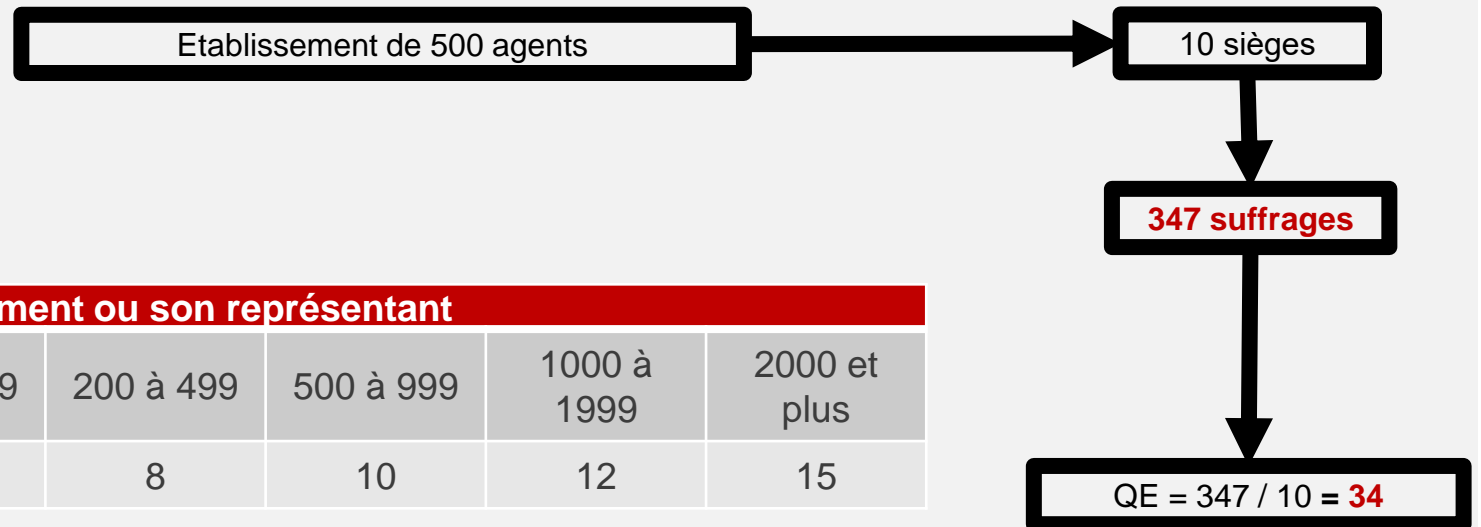 Etablissement de 500 agents
10 sièges
347 suffrages
ment ou son représentant
9
200 à 499
500 à 999
1000 à
1999
2000 et
plus
8
10
12
15
QE = 347 / 10 = 34